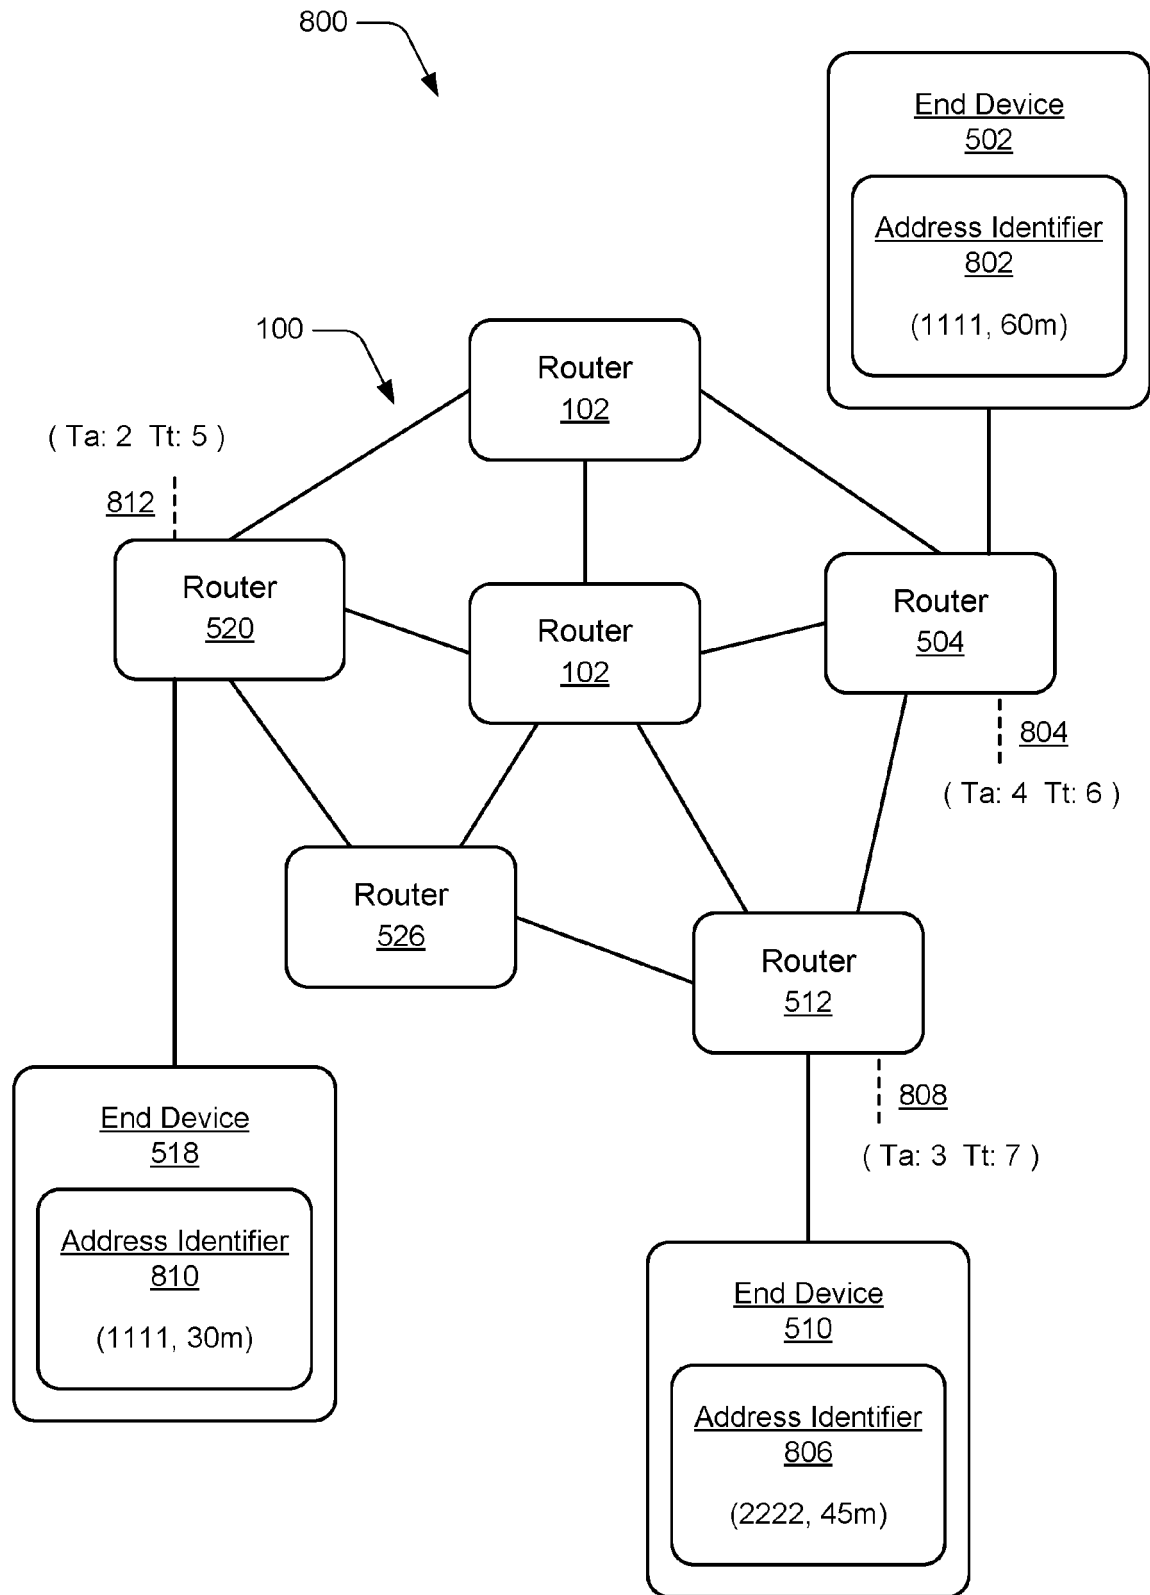 800
End Device
502
Address Identifier
802
(1111, 60m)
100
Router
102
( Ta: 2 Tt: 5 )
812
Router
520
Router
102
Router
504
804
( Ta: 4 Tt: 6 )
Router
526
Router
512
808
( Ta: 3 Tt: 7 )
End Device
518
Address Identifier
810
(1111, 30m)
End Device
510
Address Identifier
806
(2222, 45m)